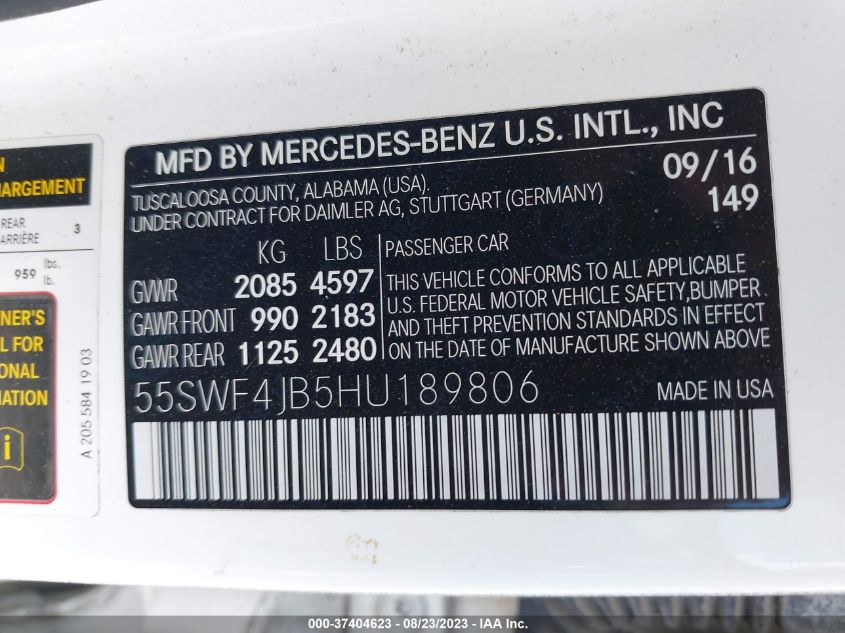 MFD BY MERCEDES-BENZ U.S. INTL., INC
TUSCALOOSA COUNTY, ALABAMA (USA). 09/16
UNDER CONTRACT FOR DAIMLER AG, STUTTGART (GERMANY) 149
KG LBS PASSENGER CAR
GVWR 2085 4597
GAWR FRONT 990 2183
GAWR REAR 1125 2480
THIS VEHICLE CONFORMS TO ALL APPLICABLE
U.S. FEDERAL MOTOR VEHICLE SAFETY,BUMPER
AND THEFT PREVENTION STANDARDS IN EFFECT
ON THE DATE OF MANUFACTURE SHOWN ABOVE
55SWF4JB5HU189806 MADE IN USA
N
HARGEMENT
REAR 3
ARRIÈRE
959 lbs.
lb.
NER'S
L FOR
ONAL
MATION
i
A 205 584 19 03
000-37404623 - 08/23/2023 - Copyright © 2023 - IAA Inc.